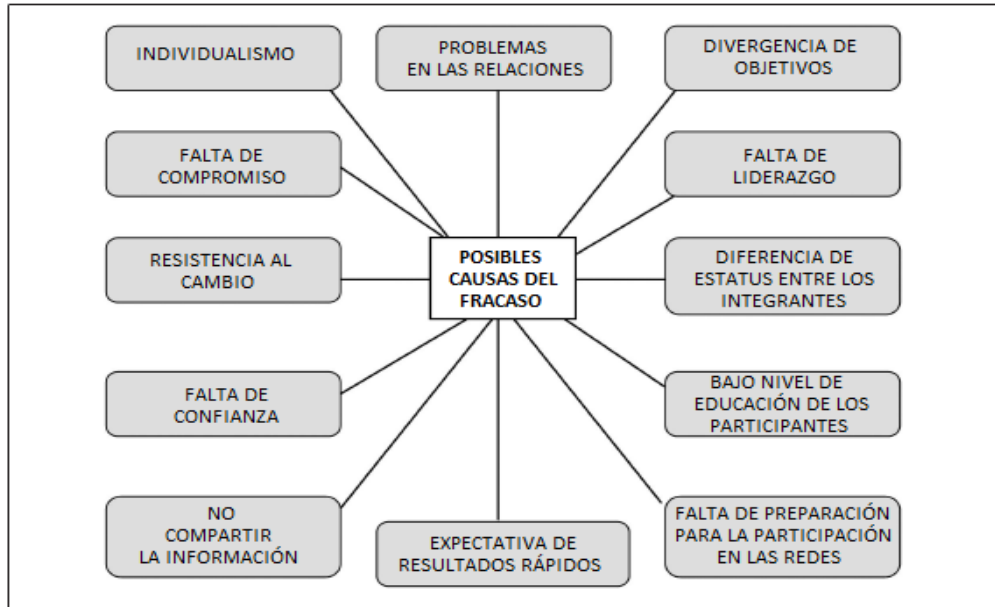 INDIVIDUALISMO
PROBLEMAS
EN LAS RELACIONES
DIVERGENCIA DE
OBJETIVOS
FALTA DE
COMPROMISO
FALTA DE
LIDERAZGO
RESISTENCIA AL
CAMBIO
POSIBLES
CAUSAS DEL
FRACASO
DIFERENCIA DE
ESTATUS ENTRE LOS
INTEGRANTES
FALTA DE
CONFIANZA
BAJO NIVEL DE
EDUCACIÓN DE LOS
PARTICIPANTES
NO
COMPARTIR
LA INFORMACIÓN
EXPECTATIVA DE
RESULTADOS RÁPIDOS
FALTA DE PREPARACIÓN
PARA LA PARTICIPACIÓN
EN LAS REDES